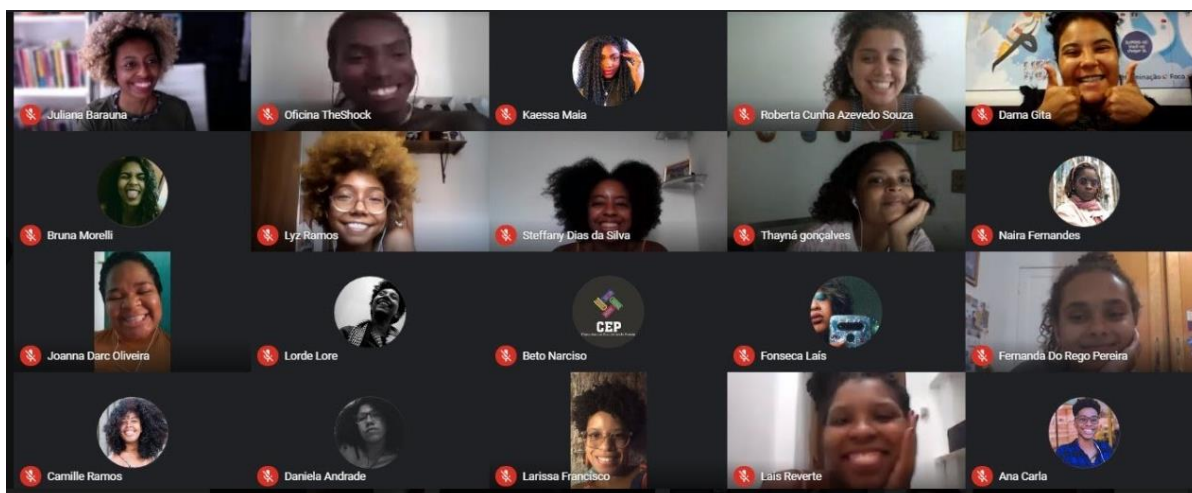 Juliana Barauna
Oficina TheShock
Kaessa Maia
Roberta Cunha Azevedo Souza
Dama Gita
Bruna Morelli
Lyz Ramos
Steffany Dias da Silva
Thayná gonçalves
Naira Fernandes
Joanna Darc Oliveira
Lorde Lore
CEP
Beto Narciso
Fonseca Laís
Fernanda Do Rego Pereira
Camille Ramos
Daniela Andrade
Larissa Francisco
Lais Reverte
Ana Carla